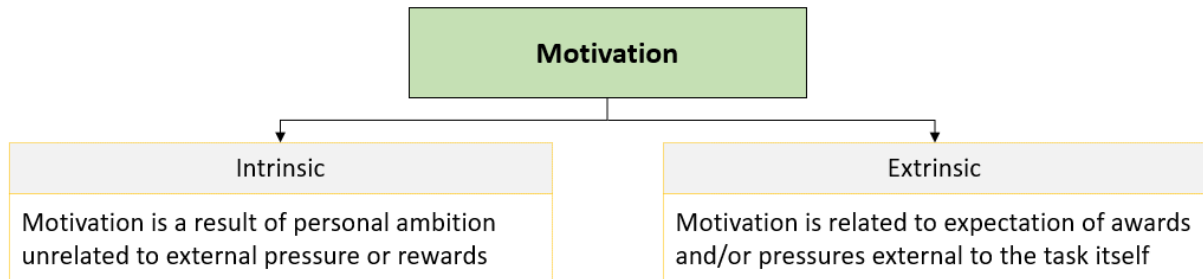 Motivation
Intrinsic
Motivation is a result of personal ambition
unrelated to external pressure or rewards
Extrinsic
Motivation is related to expectation of awards
and/or pressures external to the task itself